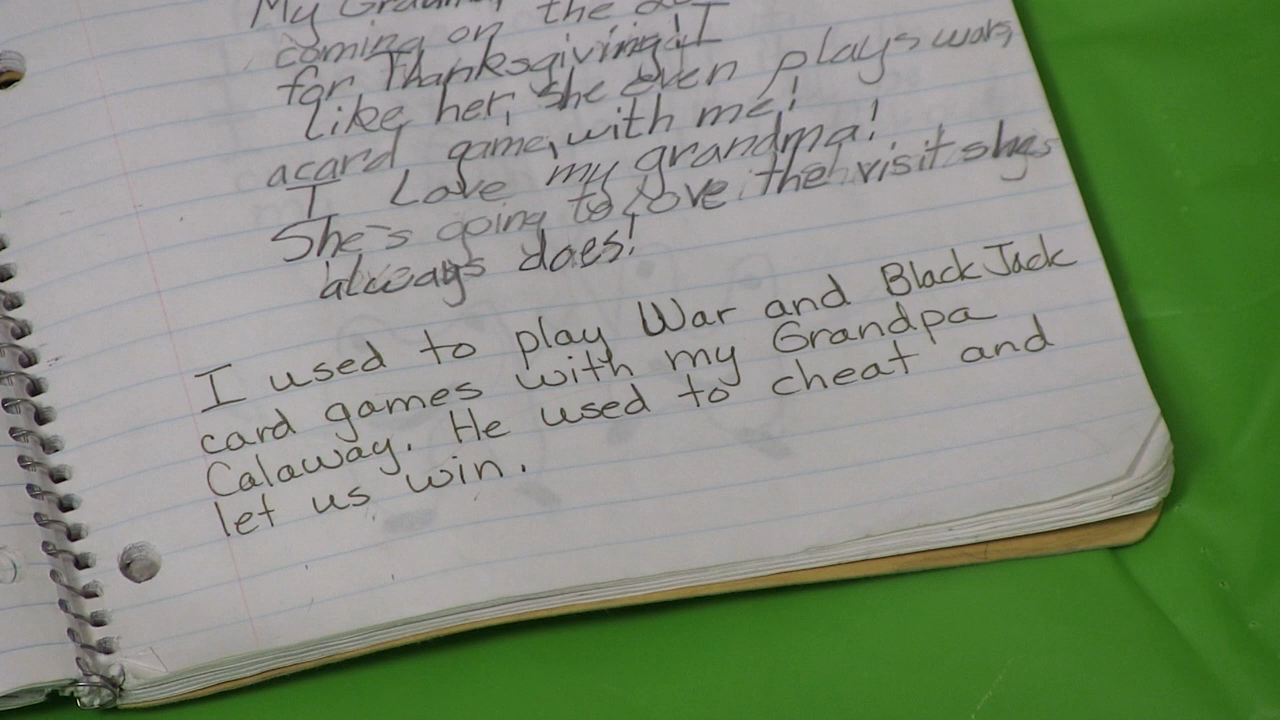 My the
coming on
for Thanksgiving! I
like her, she even plays war,
acard game, with me!
I Love my grandma!
She's going to love the visit she
always does!
I used to play War and Black Jack
card games with my Grandpa
Calaway. He used to cheat and
let us win.